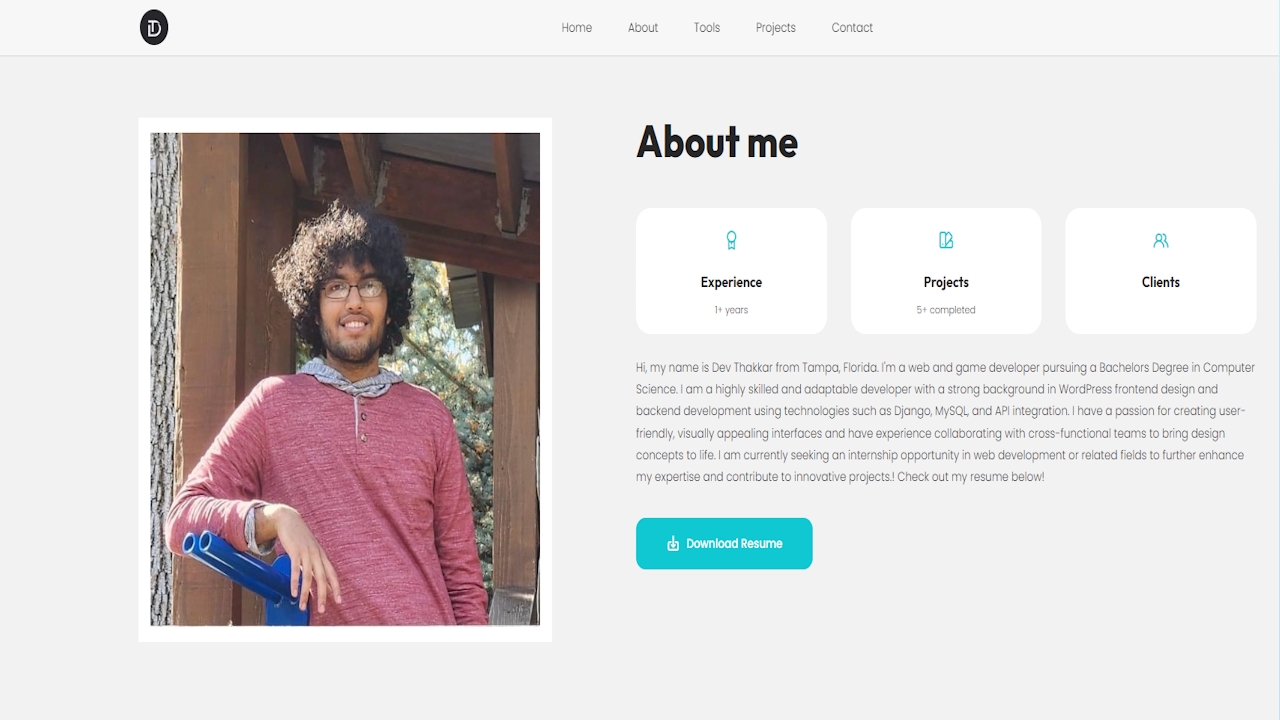 Home About Tools Projects Contact
About me
Experience
1+ years
Projects
5+ completed
Clients
Hi, my name is Dev Thakkar from Tampa, Florida. I'm a web and game developer pursuing a Bachelors Degree in Computer
Science. I am a highly skilled and adaptable developer with a strong background in WordPress frontend design and
backend development using technologies such as Django, MySQL, and API integration. I have a passion for creating user-
friendly, visually appealing interfaces and have experience collaborating with cross-functional teams to bring design
concepts to life. I am currently seeking an internship opportunity in web development or related fields to further enhance
my expertise and contribute to innovative projects.! Check out my resume below!
Download Resume